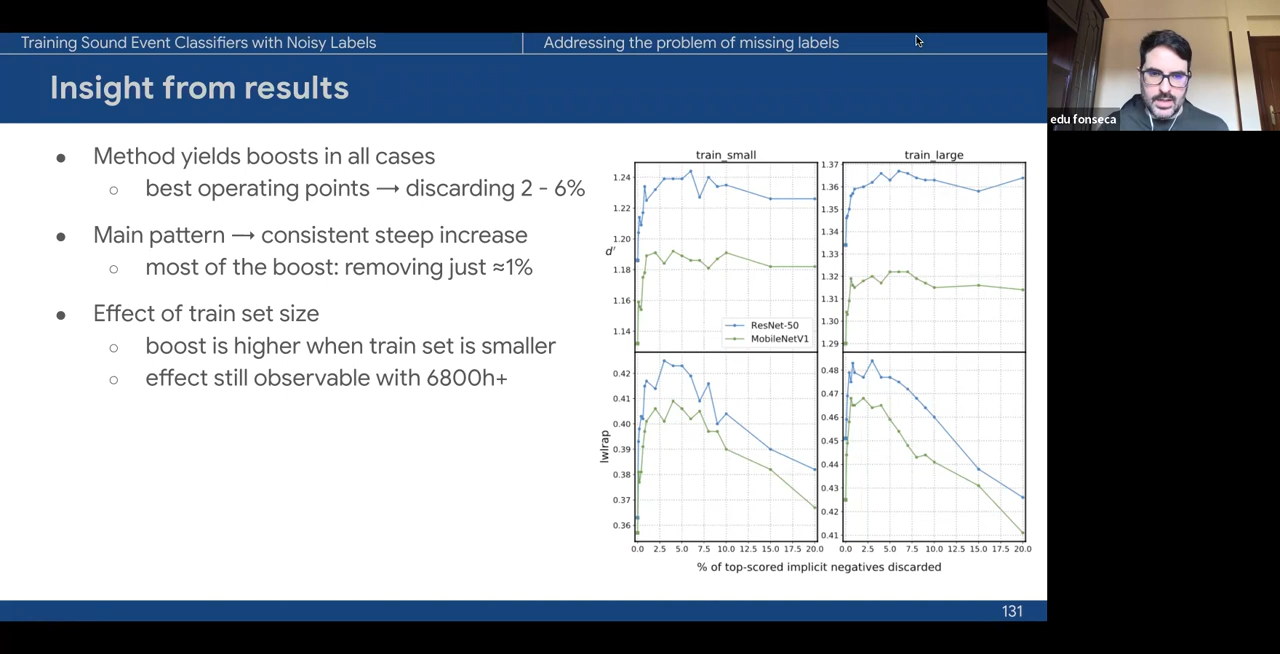 Training Sound Event Classifiers with Noisy Labels
Addressing the problem of missing labels
Insight from results
● Method yields boosts in all cases
○ best operating points → discarding 2 - 6%
● Main pattern → consistent steep increase
○ most of the boost: removing just ≈1%
● Effect of train set size
○ boost is higher when train set is smaller
○ effect still observable with 6800h+
train_small
1.24
1.22
1.20
d'
1.18
1.16
1.14
ResNet-50
MobileNetV1
train_large
1.37
1.36
1.35
1.34
1.33
1.32
1.31
1.30
1.29
0.42
0.41
0.40
0.39
lwlrap
0.38
0.37
0.36
0.0 2.5 5.0 7.5 10.0 12.5 15.0 17.5 20.0
0.48
0.47
0.46
0.45
0.44
0.43
0.42
0.41
0.0 2.5 5.0 7.5 10.0 12.5 15.0 17.5 20.0
% of top-scored implicit negatives discarded
131
edu fonseca